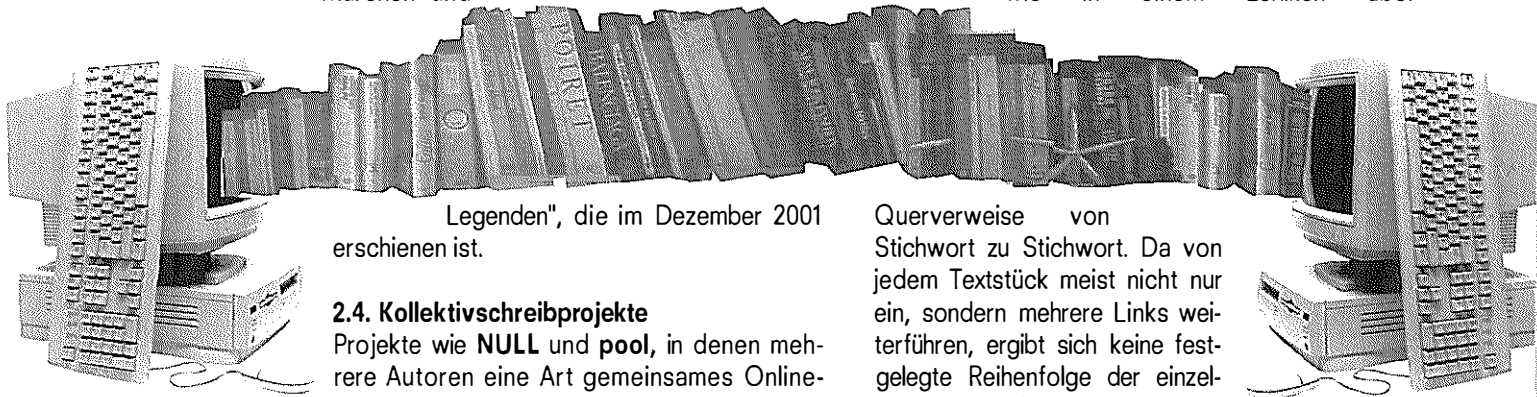 Legenden", die im Dezember 2001
erschienen ist.
2.4. Kollektivschreibprojekte
Projekte wie NULL und pool, in denen meh-
rere Autoren eine Art gemeinsames Online-
Querverweise von
Stichwort zu Stichwort. Da von
jedem Textstück meist nicht nur
ein, sondern mehrere Links wei-
terführen, ergibt sich keine fest-
gelegte Reihenfolge der einzel-